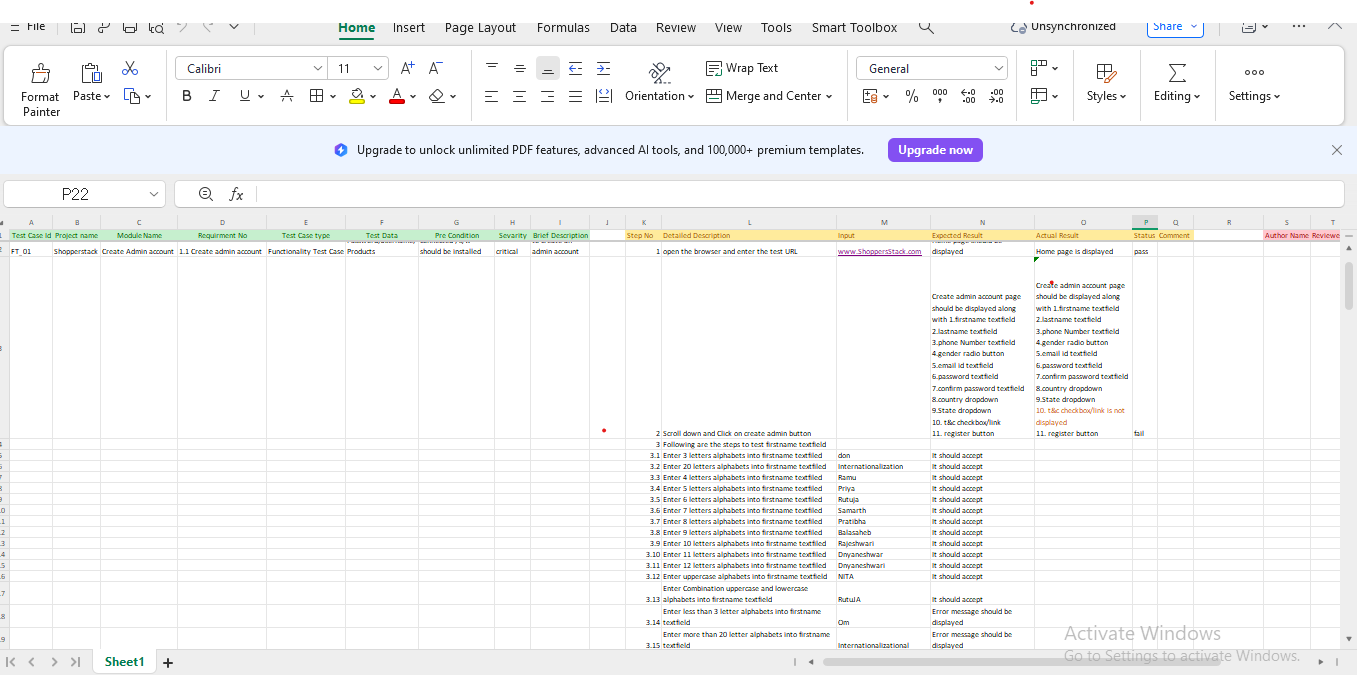 File Home Insert Page Layout Formulas Data Review View Tools Smart Toolbox Unsynchronized Share
Format Painter Paste Calibri 11 Wrap Text General
Orientation Merge and Center Styles Editing Settings
Upgrade to unlock unlimited PDF features, advanced AI tools, and 100,000+ premium templates. Upgrade now
P22 fx
A B C D E F G H I J K L M N O P Q R S T
Test Case Id Project name Module Name Requirment No Test Case type Test Data Pre Condition Sevarity Brief Description Step No Detailed Description Input Expected Result Actual Result Status Comment Author Name Reviewe
FT_01 Shopperstack Create Admin account 1.1 Create admin account Functionality Test Case Products should be installed critical admin account 1 open the browser and enter the test URL www.ShoppersStack.com displayed Home page is displayed pass
Create admin account page should be displayed along with 1.firstname textfield
2.lastname textfield
3.phone Number textfield
4.gender radio button
5.email id textfield
6.password textfield
7.confirm password textfield
8.country dropdown
9.State dropdown
10. t&c checkbox/link
11. register button
Create admin account page should be displayed along with 1.firstname textfield
2.lastname textfield
3.phone Number textfield
4.gender radio button
5.email id textfield
6.password textfield
7.confirm password textfield
8.country dropdown
9.State dropdown
10. t&c checkbox/link is not displayed
11. register button
2 Scroll down and Click on create admin button fail
3 Following are the steps to test firstname textfield
3.1 Enter 3 letters alphabets into firstname textfiled don It should accept
3.2 Enter 20 letters alphabets into firstname textfiled Internationalization It should accept
3.3 Enter 4 letters alphabets into firstname textfiled Ramu It should accept
3.4 Enter 5 letters alphabets into firstname textfiled Priya It should accept
3.5 Enter 6 letters alphabets into firstname textfiled Rutuja It should accept
3.6 Enter 7 letters alphabets into firstname textfiled Samarth It should accept
3.7 Enter 8 letters alphabets into firstname textfiled Pratibha It should accept
3.8 Enter 9 letters alphabets into firstname textfiled Balasaheb It should accept
3.9 Enter 10 letters alphabets into firstname textfiled Rajeshwari It should accept
3.10 Enter 11 letters alphabets into firstname textfiled Dnyaneshwar It should accept
3.11 Enter 12 letters alphabets into firstname textfiled Dnyaneshwari It should accept
3.12 Enter uppercase alphabets into firstname textfield NITA It should accept
3.13 Enter Combination uppercase and lowercase alphabets into firstname textfield RutuJA It should accept
3.14 Enter less than 3 letter alphabets into firstname textfield Om Error message should be displayed
3.15 Enter more than 20 letter alphabets into firstname textfield Internationalizational Error message should be displayed
Activate Windows
Go to Settings to activate Windows.
Sheet1